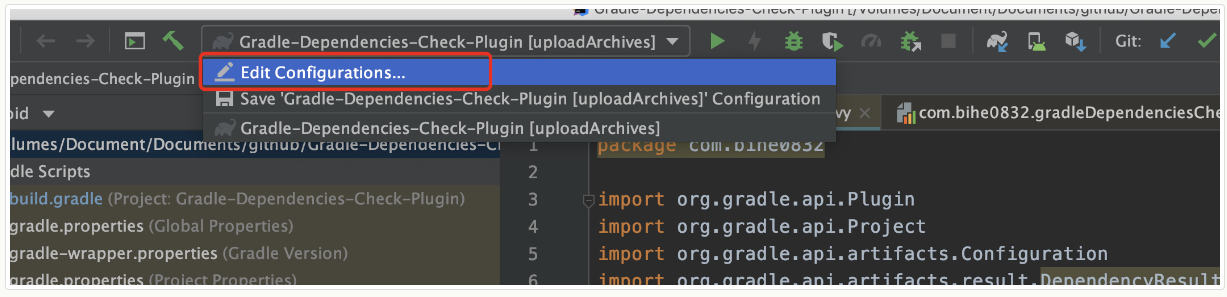 Gradle-Dependencies-Check-Plugin [/Volumes/Document/Documents/github/Gradle-Depen
Gradle-Dependencies-Check-Plugin [uploadArchives]
Git:
Edit Configurations...
ependencies-Check-Plugin
Save 'Gradle-Dependencies-Check-Plugin [uploadArchives]' Configuration
oid
vy
com.bihe0832.gradleDependenciesChe
Gradle-Dependencies-Check-Plugin [uploadArchives]
olumes/Document/Documents/github/Gradle-Dependencies-C
1 package com.bihe0832
dle Scripts
2
build.gradle (Project: Gradle-Dependencies-Check-Plugin)
3 import org.gradle.api.Plugin
gradle.properties (Global Properties)
4 import org.gradle.api.Project
gradle-wrapper.properties (Gradle Version)
5 import org.gradle.api.artifacts.Configuration
gradle.properties (Project Properties)
6 import org.gradle.api.artifacts.result.DependencyResult